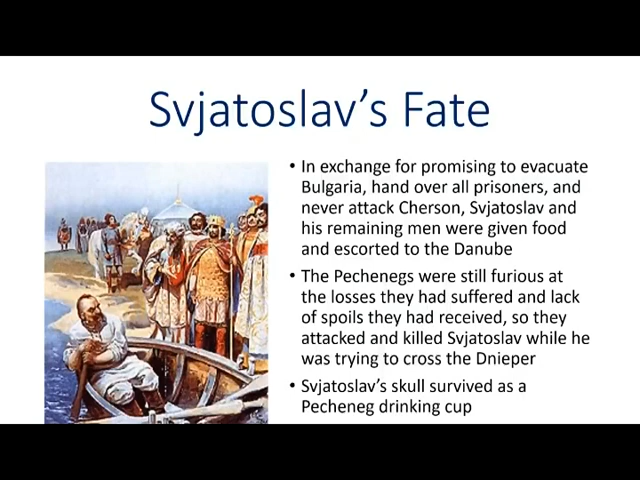 Svjatoslav’s Fate
• In exchange for promising to evacuate
Bulgaria, hand over all prisoners, and
never attack Cherson, Svjatoslav and
his remaining men were given food
and escorted to the Danube
• The Pechenegs were still furious at
the losses they had suffered and lack
of spoils they had received, so they
attacked and killed Svjatoslav while he
was trying to cross the Dnieper
• Svjatoslav’s skull survived as a
Pecheneg drinking cup